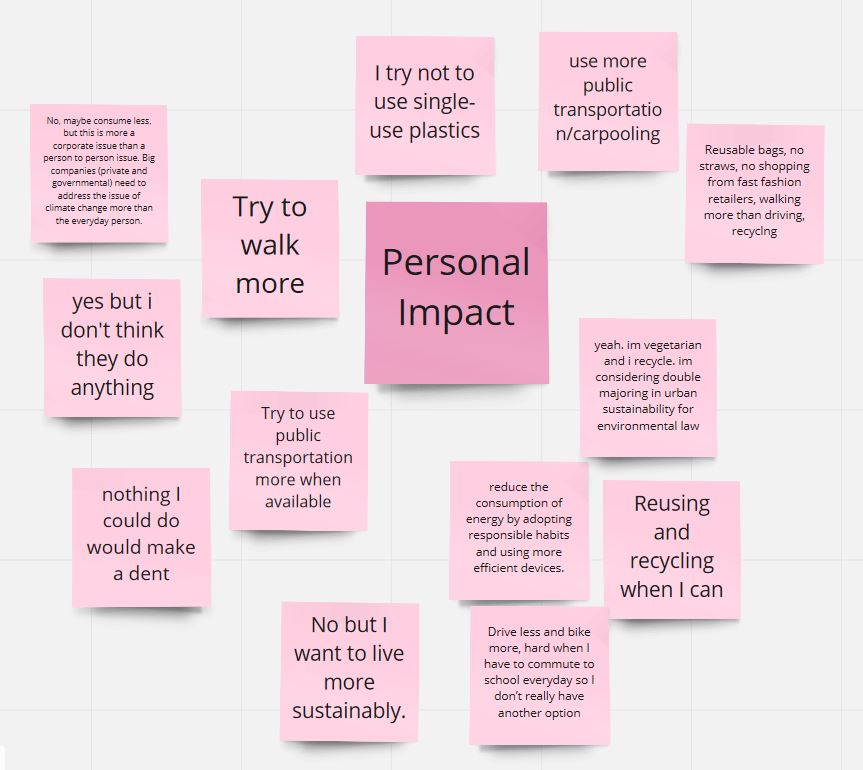 I try not to
use single-
use plastics
use more
public
transportatio
n/carpooling
No, maybe consume less,
but this is more a
corporate issue than a
person to person issue. Big
companies (private and
governmental) need to
address the issue of
climate change more than
the everyday person.
Reusable bags, no
straws, no shopping
from fast fashion
retailers, walking
more than driving,
recyclng
Try to
walk
more
Personal
Impact
yes but i
don't think
they do
anything
yeah. im vegetarian
and i recycle. im
considering double
majoring in urban
sustainability for
environmental law
Try to use
public
transportation
more when
available
nothing I
could do
would make
a dent
reduce the
consumption of
energy by adopting
responsible habits
and using more
efficient devices.
Reusing
and
recycling
when I can
No but I
want to live
more
sustainably.
Drive less and bike
more, hard when I
have to commute to
school everyday so I
don't really have
another option